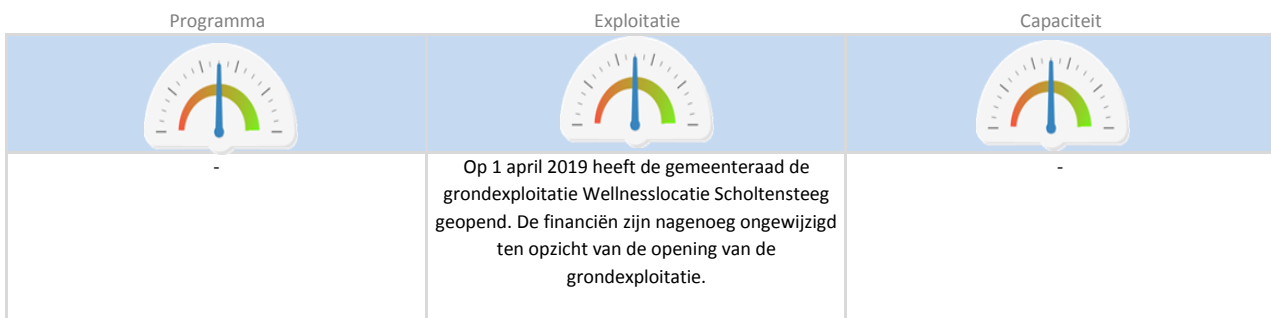 Programma
Exploitatie
Capaciteit
-
Op 1 april 2019 heeft de gemeenteraad de
grondexploitatie Wellnesslocatie Scholtensteeg
geopend. De financiën zijn nagenoeg ongewijzigd
ten opzicht van de opening van de
grondexploitatie.
-